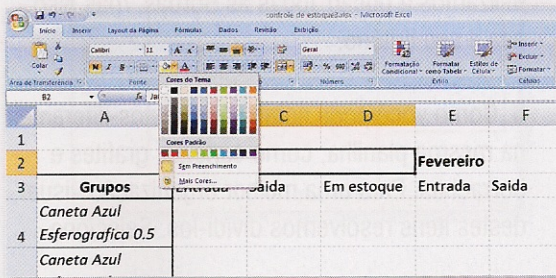 controle de estoque3.xlsx - Microsoft Excel
Início Inserir Layout da Página Fórmulas Dados Revisão Exibição
Calibri 11 A A Geral
Colar N I S Formatação Condicional Formatar como Tabela Estilos de Célula Inserir Excluir Formatar
Área de Transferência Fonte Número Estilo Células
B2 fx
Cores do Tema
Cores Padrão
Sem Preenchimento
Mais Cores...
A C D E F
1
2 Fevereiro
3 Grupos Entrada Saida Em estoque Entrada Saida
4 Caneta Azul
Esferografica 0.5
Caneta Azul